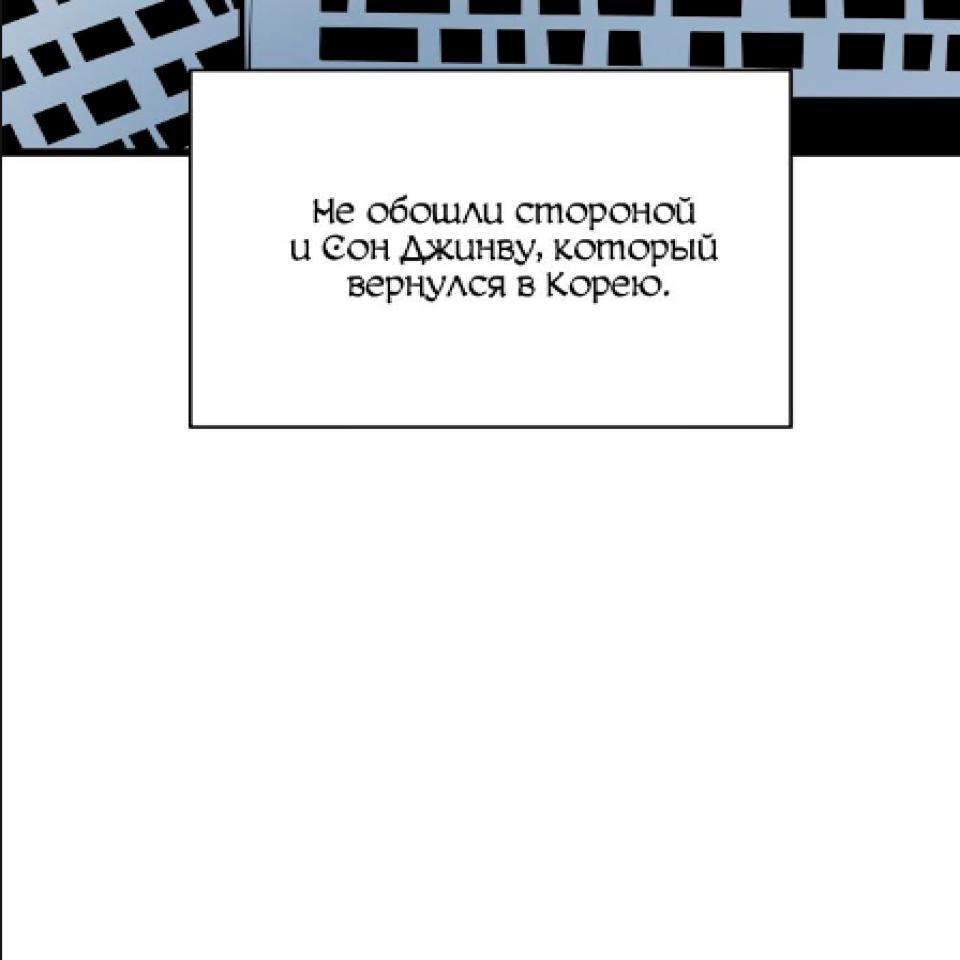 Не обошли стороной
и Сон Джинву, который
вернулся в Корею.